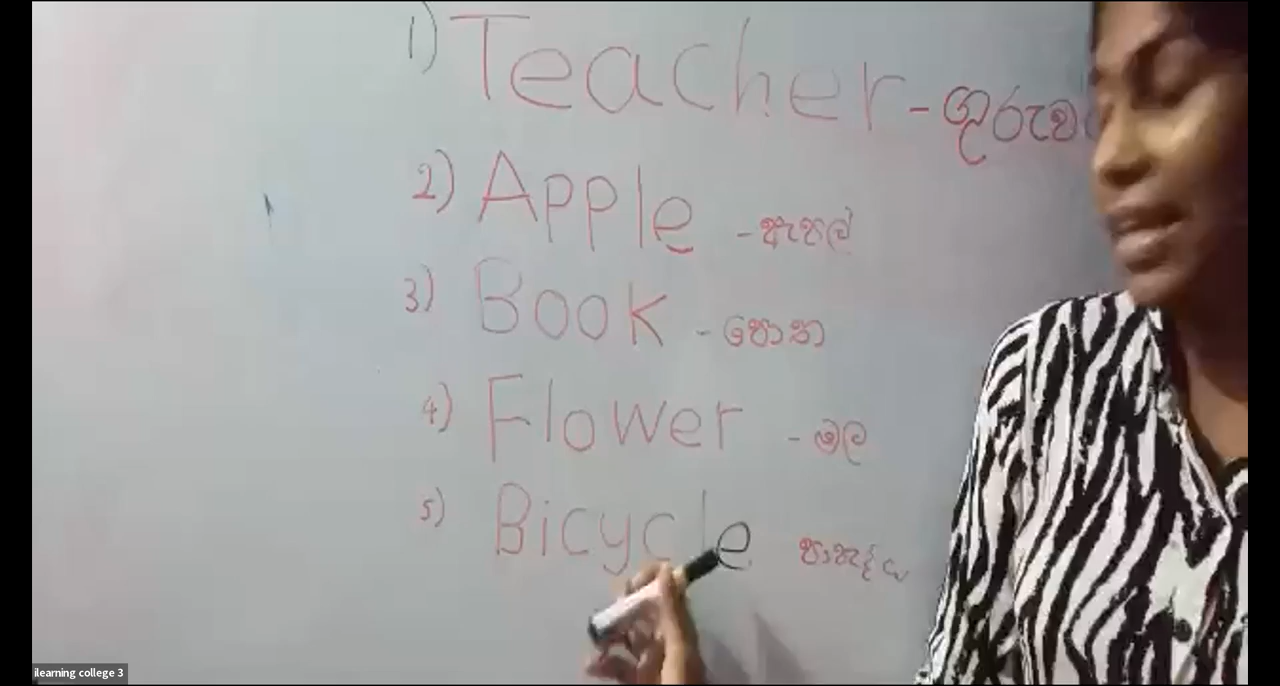 1) Teacher - ගුරුව
2) Apple - ඇපල්
3) Book - පොත
4) Flower - මල
5) Bicycle පාපැදිය
ilearning college 3